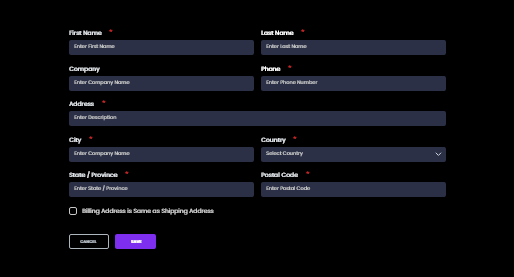 First Name *
Last Name *
Enter First Name
Enter Last Name
Company
Phone *
Enter Company Name
Enter Phone Number
Address *
Enter Description
City *
Country *
Enter Company Name
Select Country
State / Province *
Postal Code *
Enter State / Province
Enter Postal Code
Billing Address is Same as Shipping Address
CANCEL